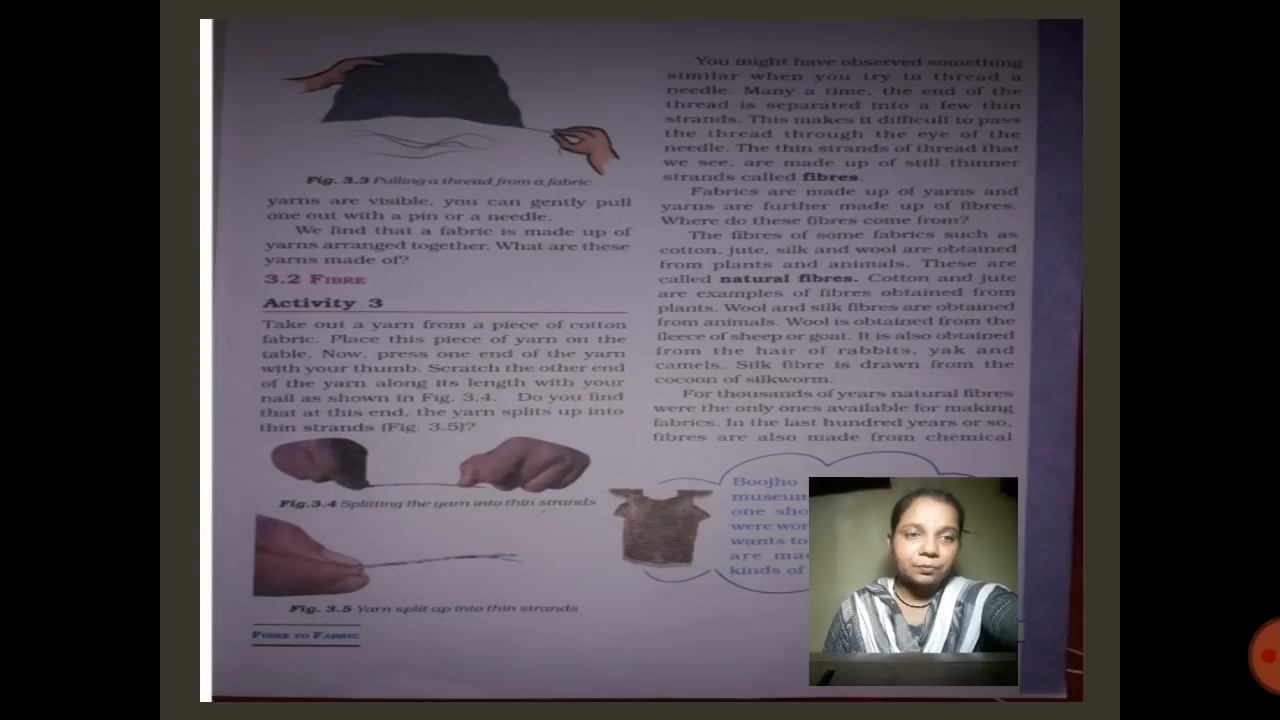 Fig. 3.3 Pulling a thread from a fabric
yarns are visible, you can gently pull
one out with a pin or a needle.
We find that a fabric is made up of
yarns arranged together. What are these
yarns made of?
3.2 FIBRE
Activity 3
Take out a yarn from a piece of cotton
fabric. Place this piece of yarn on the
table. Now, press one end of the yarn
with your thumb. Scratch the other end
of the yarn along its length with your
nail as shown in Fig. 3.4. Do you find
that at this end, the yarn splits up into
thin strands (Fig. 3.5)?
Fig.3.4 Splitting the yarn into thin strands
Fig. 3.5 Yarn split up into thin strands
FIBRE TO FABRIC
You might have observed something
similar when you try to thread a
needle. Many a time, the end of the
thread is separated into a few thin
strands. This makes it difficult to pass
the thread through the eye of the
needle. The thin strands of thread that
we see, are made up of still thinner
strands called fibres.
Fabrics are made up of yarns and
yarns are further made up of fibres.
Where do these fibres come from?
The fibres of some fabrics such as
cotton, jute, silk and wool are obtained
from plants and animals. These are
called natural fibres. Cotton and jute
are examples of fibres obtained from
plants. Wool and silk fibres are obtained
from animals. Wool is obtained from the
fleece of sheep or goat. It is also obtained
from the hair of rabbits, yak and
camels. Silk fibre is drawn from the
cocoon of silkworm.
For thousands of years natural fibres
were the only ones available for making
fabrics. In the last hundred years or so,
fibres are also made from chemical
Boojho
one
were
wants to
are
kinds of